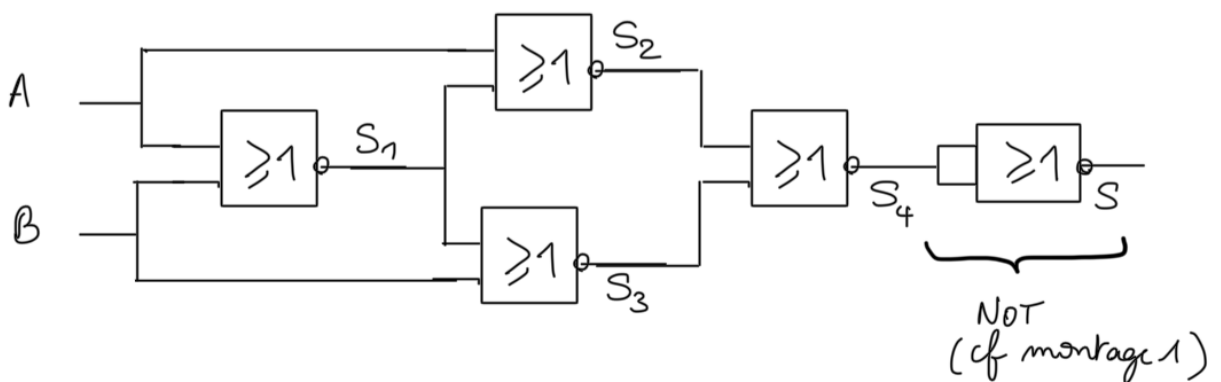 A
B
≥1
S₁
≥1
S₂
≥1
S₃
≥1
S₄
≥1
S
NOT
(cf montage 1)